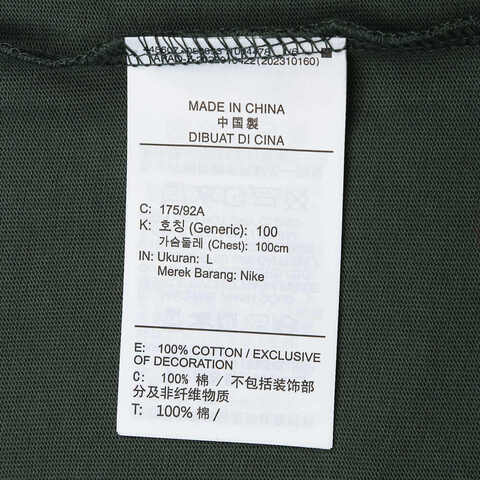 (202310160)
MADE IN CHINA
中国製
DIBUAT DI CINA
C: 175/92A
K: 호칭 (Generic): 100
가슴둘레 (Chest): 100cm
IN: Ukuran: L
Merek Barang: Nike
E: 100% COTTON / EXCLUSIVE
OF DECORATION
C: 100% 棉 / 不包括装饰部
分及非纤维物质
T: 100% 棉 /